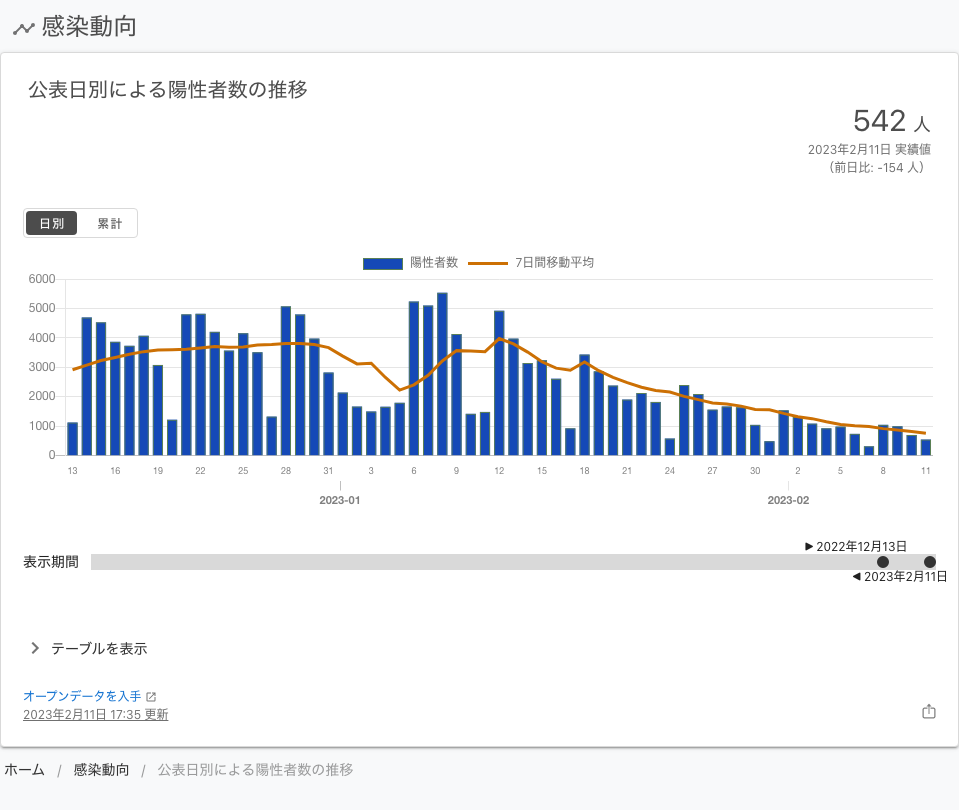 感染動向
公表日別による陽性者数の推移
542 人
2023年2月11日 実績値
（前日比: -154 人）
日別 累計
陽性者数 7日間移動平均
6000
5000
4000
3000
2000
1000
0
13 16 19 22 25 28 31 3 6 9 12 15 18 21 24 27 30 2 5 8 11
2023-01 2023-02
▶ 2022年12月13日
表示期間
◀ 2023年2月11日
テーブルを表示
オープンデータを入手
2023年2月11日 17:35 更新
ホーム / 感染動向 / 公表日別による陽性者数の推移